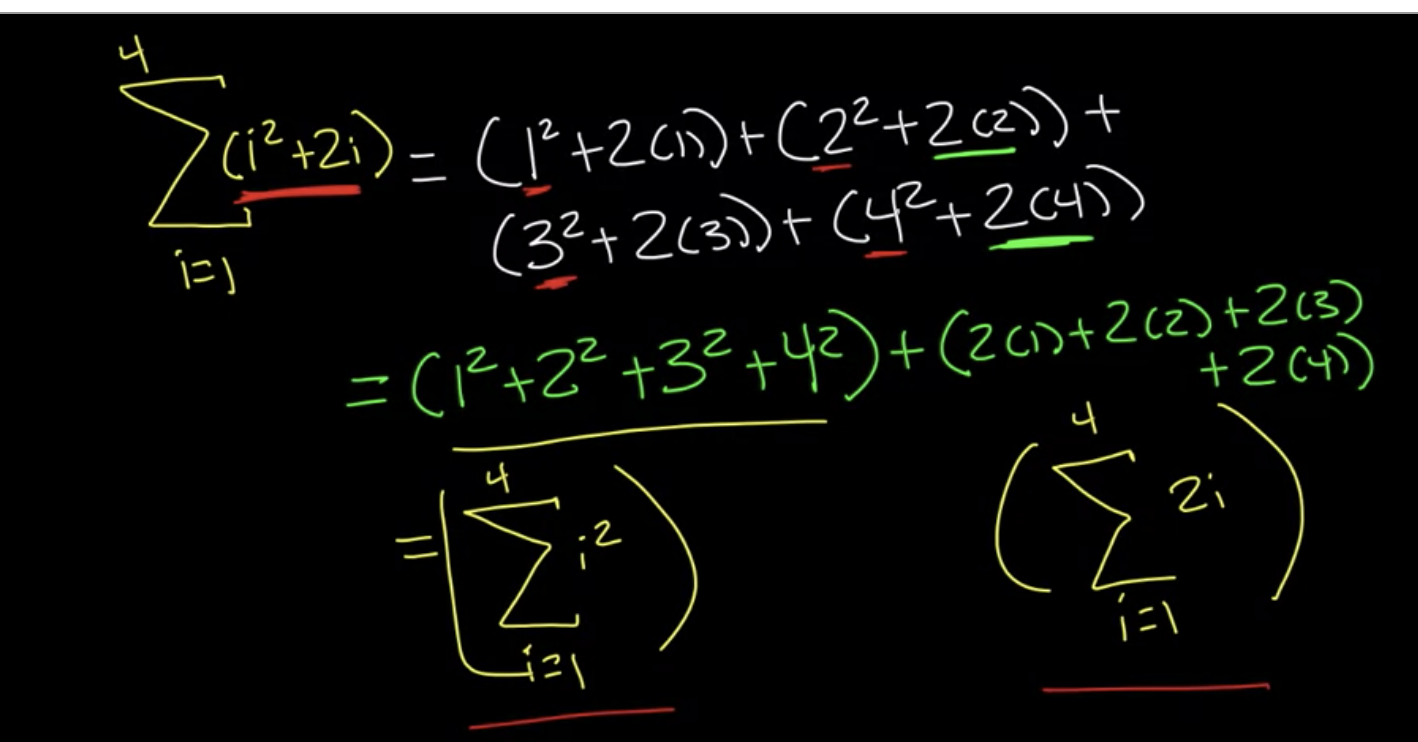 4
∑ (i²+2i) = (1²+2(1))+(2²+2(2))+
i=1
(3²+2(3))+(4²+2(4))
=(1²+2²+3²+4²)+(2(1)+2(2)+2(3)
+2(4))
4 4
=(∑ i²) (∑ 2i)
i=1 i=1